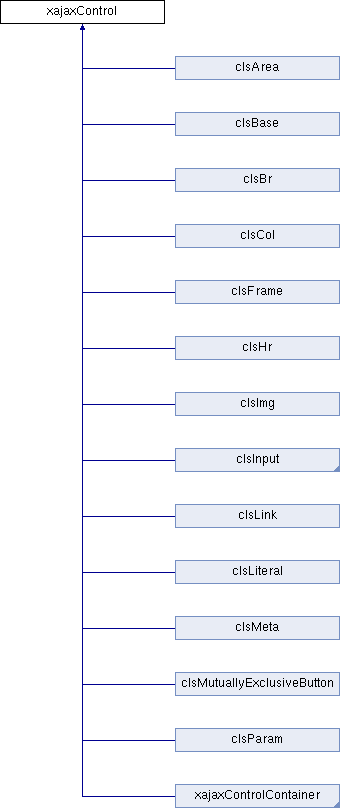 xajaxControl
clsArea
clsBase
clsBr
clsCol
clsFrame
clsHr
clsImg
clsInput
clsLink
clsLiteral
clsMeta
clsMutuallyExclusiveButton
clsParam
xajaxControlContainer